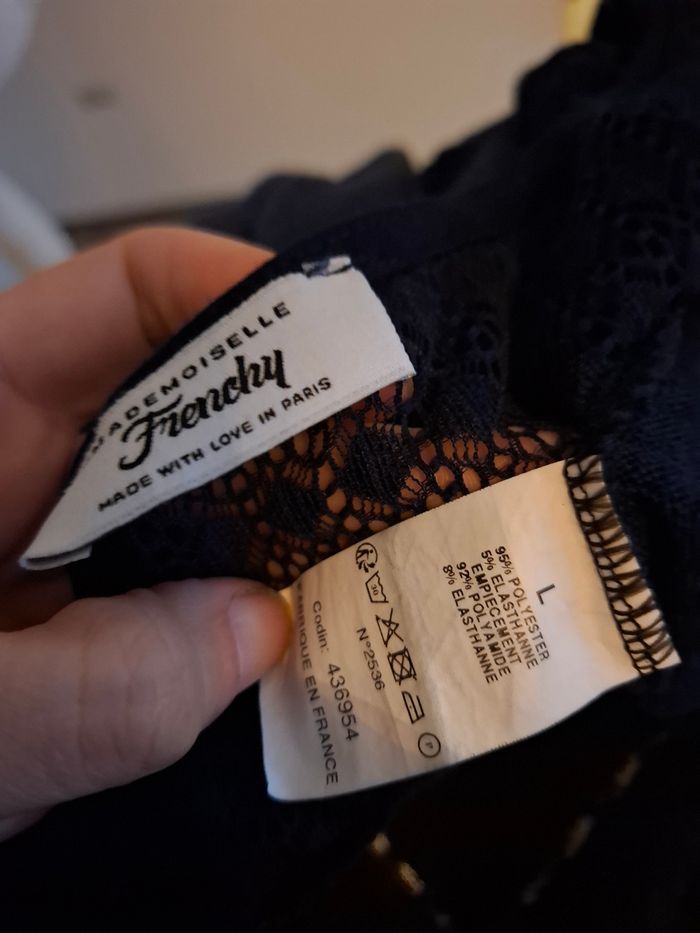 MADEMOISELLE
Frenchy
MADE WITH LOVE IN PARIS
L
95% POLYESTER
5% ELASTHANNE
EMPIECEMENT
92% POLYAMIDE
8% ELASTHANNE
30
P
N°2536
Codin: 436954
FABRIQUE EN FRANCE